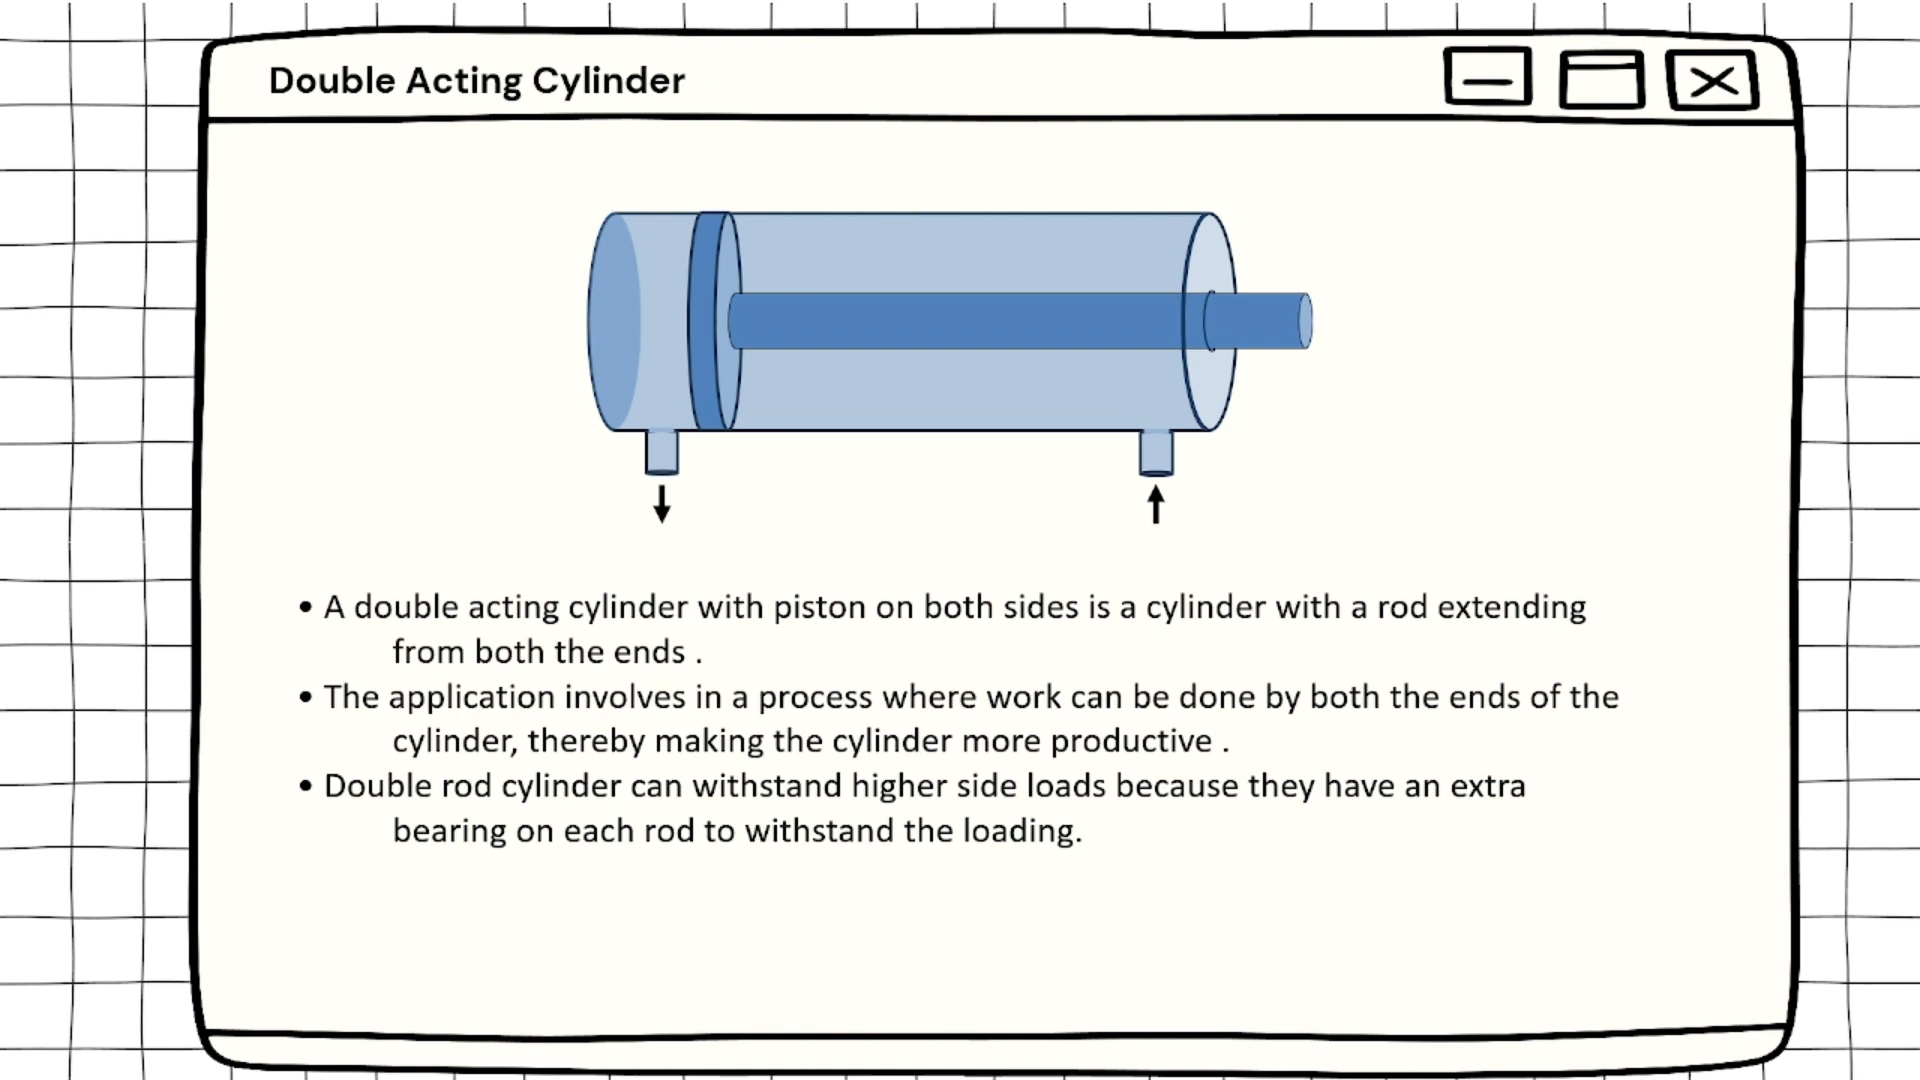 Double Acting Cylinder
• A double acting cylinder with piston on both sides is a cylinder with a rod extending
from both the ends .
• The application involves in a process where work can be done by both the ends of the
cylinder, thereby making the cylinder more productive .
• Double rod cylinder can withstand higher side loads because they have an extra
bearing on each rod to withstand the loading.